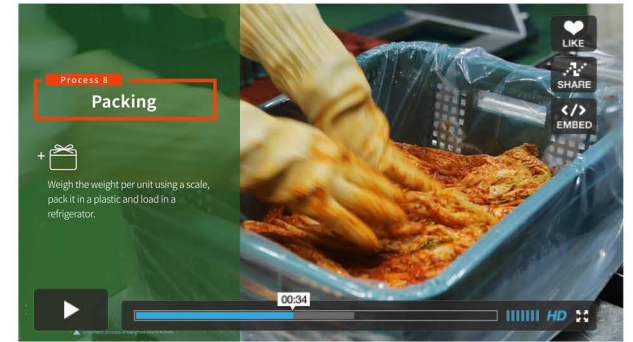 LIKE
SHARE
</>
EMBED
Process 8
Packing
+
Weigh the weight per unit using a scale,
pack it in a plastic and load in a
refrigerator.
00:34
HD